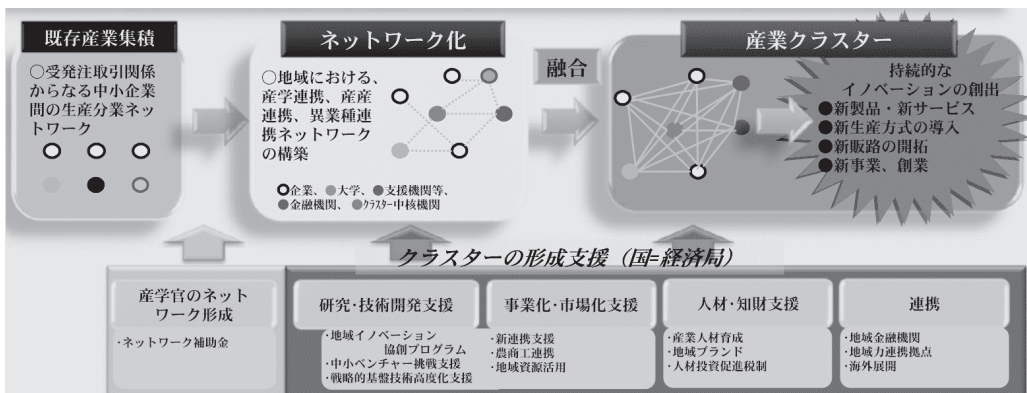 既存産業集積
○受発注取引関係
からなる中小企業
間の生産分業ネッ
トワーク
ネットワーク化
○地域における、
産学連携、産産
連携、異業種連
携ネットワーク
の構築
○企業、●大学、●支援機関等、
●金融機関、●クラスター中核機関
融合
産業クラスター
持続的な
イノベーションの創出
●新製品・新サービス
●新生産方式の導入
●新販路の開拓
●新事業、創業
クラスターの形成支援（国=経済局）
産学官のネット
ワーク形成
・ネットワーク補助金
研究・技術開発支援
・地域イノベーション
協創プログラム
・中小ベンチャー挑戦支援
・戦略的基盤技術高度化支援
事業化・市場化支援
・新連携支援
・農商工連携
・地域資源活用
人材・知財支援
・産業人材育成
・地域ブランド
・人材投資促進税制
連携
・地域金融機関
・地域力連携拠点
・海外展開